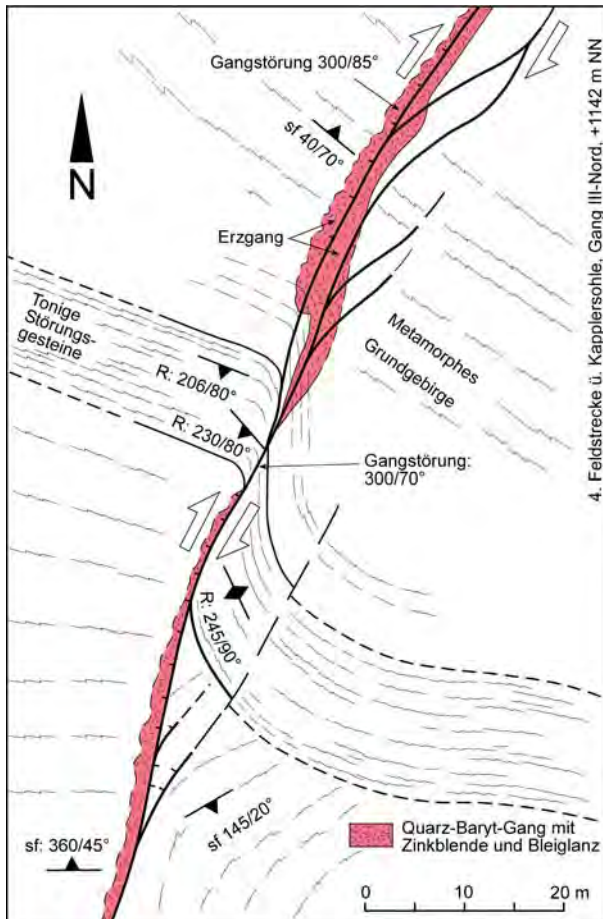 Gangstörung 300/85°
sf 40/70°
N
Erzgang
Tonige
Störungs-
gesteine
Metamorphes
Grundgebirge
R: 206/80°
R: 230/80°
Gangstörung:
300/70°
R: 245/90°
sf 145/20°
sf: 360/45°
Quarz-Baryt-Gang mit
Zinkblende und Bleiglanz
0 10 20 m
4. Feldstrecke ü. Kapplersohle, Gang III-Nord, +1142 m NN